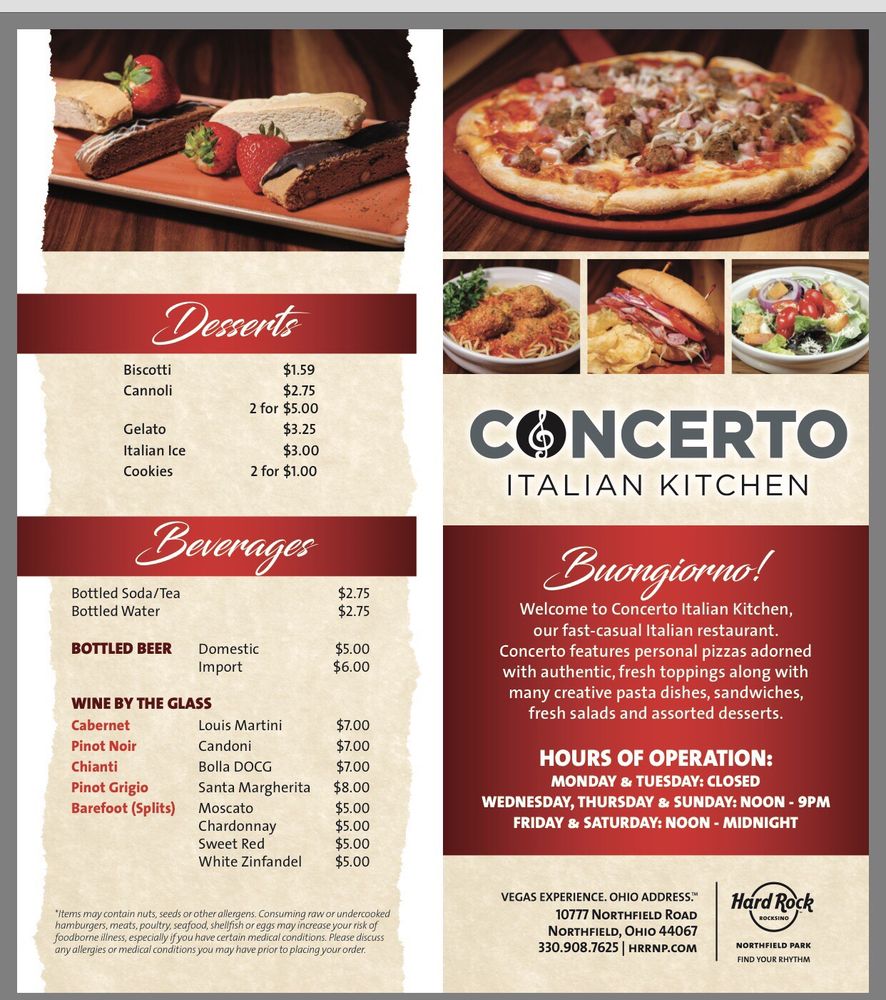 Desserts
Biscotti $1.59
Cannoli $2.75
2 for $5.00
Gelato $3.25
Italian Ice $3.00
Cookies 2 for $1.00
Beverages
Bottled Soda/Tea $2.75
Bottled Water $2.75
BOTTLED BEER Domestic $5.00
Import $6.00
WINE BY THE GLASS
Cabernet Louis Martini $7.00
Pinot Noir Candoni $7.00
Chianti Bolla DOCG $7.00
Pinot Grigio Santa Margherita $8.00
Barefoot (Splits) Moscato $5.00
Chardonnay $5.00
Sweet Red $5.00
White Zinfandel $5.00
*Items may contain nuts, seeds or other allergens. Consuming raw or undercooked
hamburgers, meats, poultry, seafood, shellfish or eggs may increase your risk of
foodborne illness, especially if you have certain medical conditions. Please discuss
any allergies or medical conditions you may have prior to placing your order.
CONCERTO
ITALIAN KITCHEN
Buongiorno!
Welcome to Concerto Italian Kitchen,
our fast-casual Italian restaurant.
Concerto features personal pizzas adorned
with authentic, fresh toppings along with
many creative pasta dishes, sandwiches,
fresh salads and assorted desserts.
HOURS OF OPERATION:
MONDAY & TUESDAY: CLOSED
WEDNESDAY, THURSDAY & SUNDAY: NOON - 9PM
FRIDAY & SATURDAY: NOON - MIDNIGHT
VEGAS EXPERIENCE. OHIO ADDRESS.™
10777 NORTHFIELD ROAD
NORTHFIELD, OHIO 44067
330.908.7625 | HRRNP.COM
Hard Rock
ROCKSINO
NORTHFIELD PARK
FIND YOUR RHYTHM